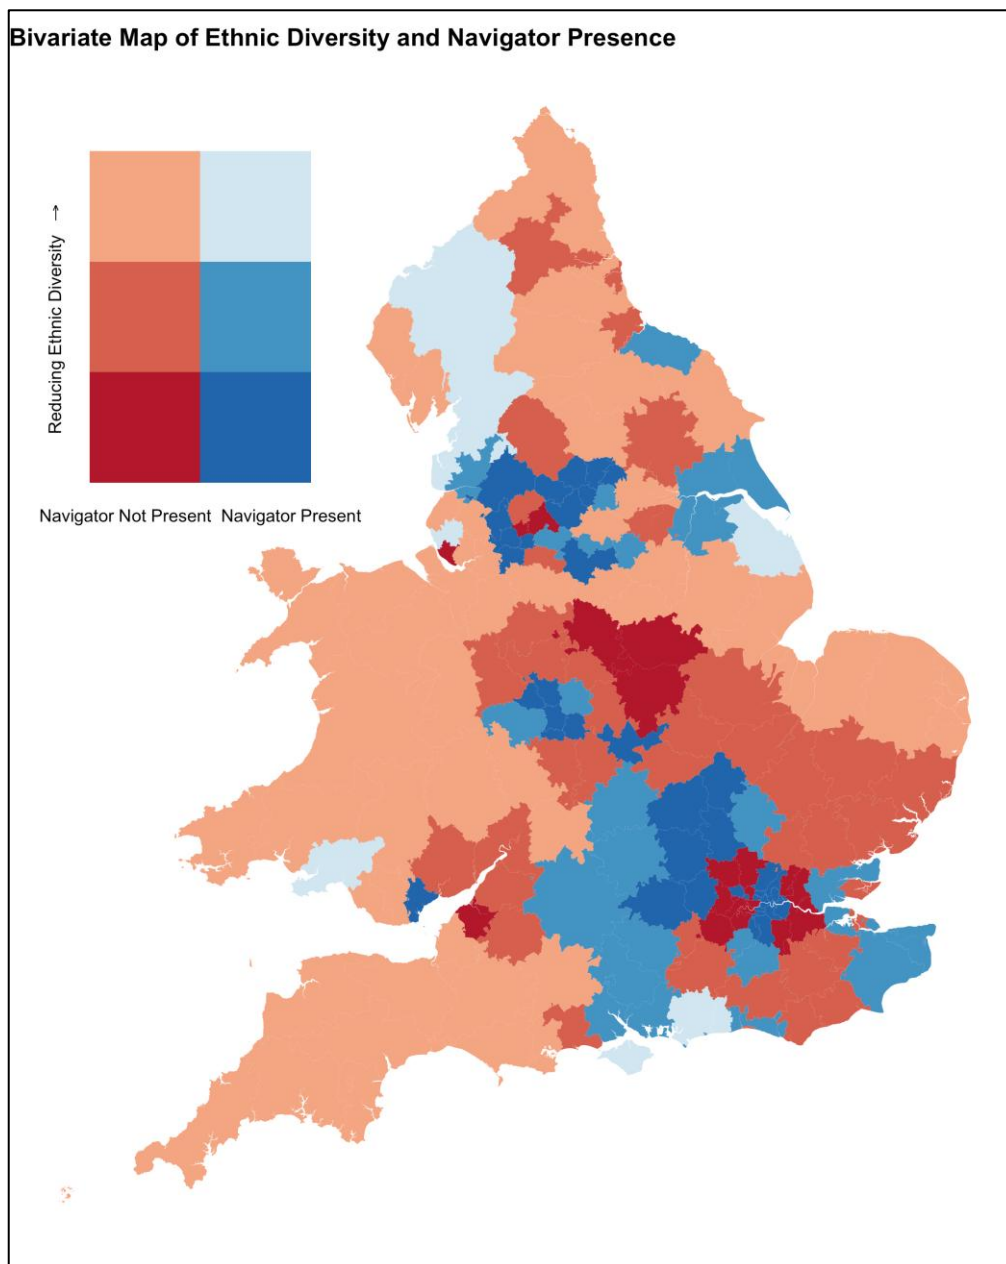 Bivariate Map of Ethnic Diversity and Navigator Presence
Reducing Ethnic Diversity →
Navigator Not Present
Navigator Present